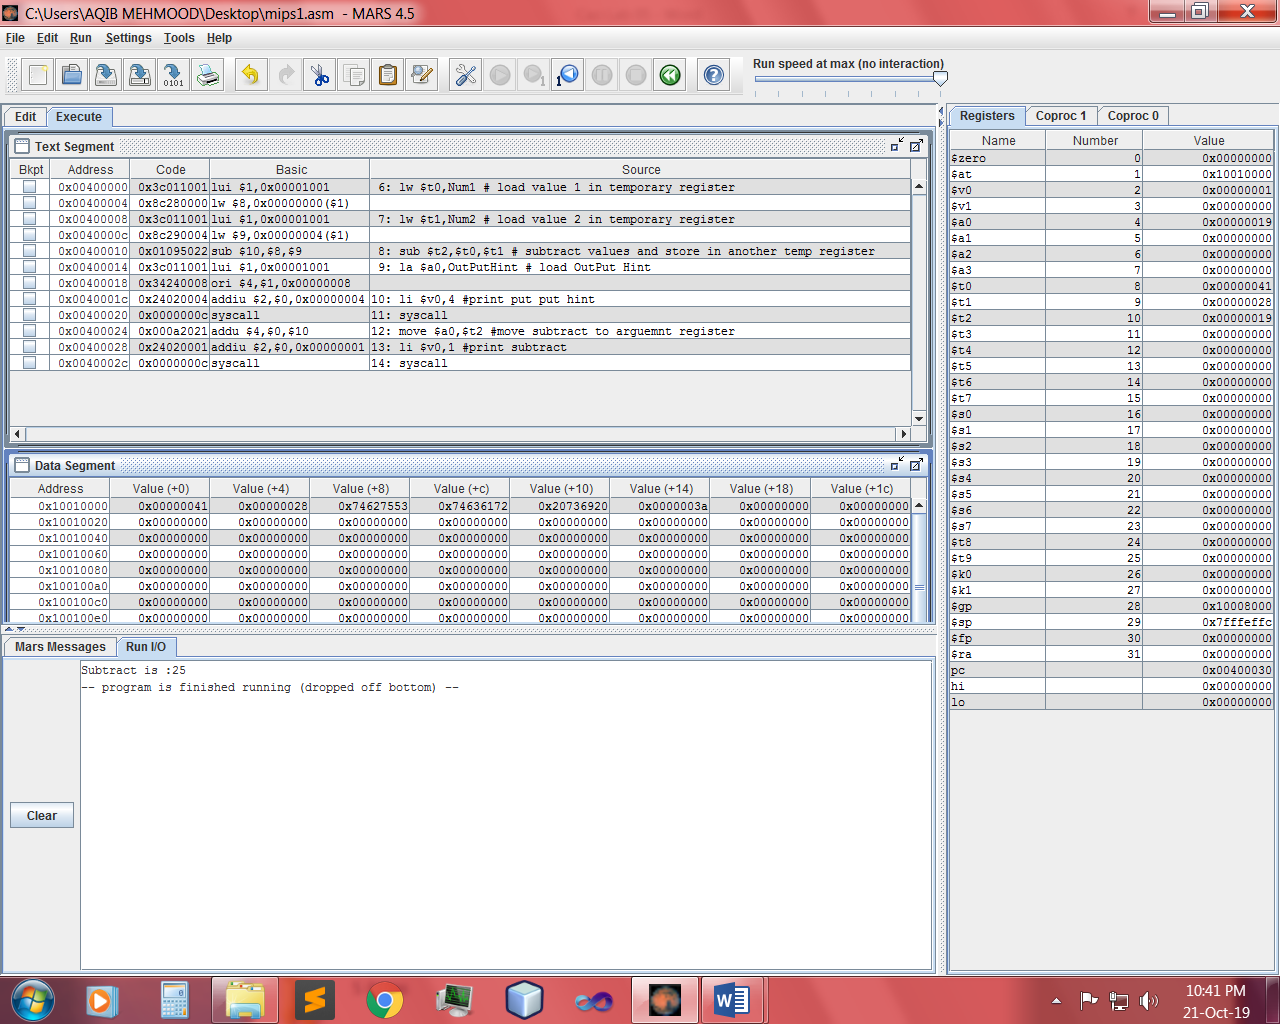 C:\Users\AQIB MEHMOOD\Desktop\mips1.asm - MARS 4.5
File Edit Run Settings Tools Help
Run speed at max (no interaction)
Edit Execute
Text Segment
Bkpt Address Code Basic Source
0x00400000 0x3c011001 lui $1,0x00001001 6: lw $t0,Num1 # load value 1 in temporary register
0x00400004 0x8c280000 lw $8,0x00000000($1)
0x00400008 0x3c011001 lui $1,0x00001001 7: lw $t1,Num2 # load value 2 in temporary register
0x0040000c 0x8c290004 lw $9,0x00000004($1)
0x00400010 0x01095022 sub $10,$8,$9 8: sub $t2,$t0,$t1 # subtract values and store in another temp register
0x00400014 0x3c011001 lui $1,0x00001001 9: la $a0,OutPutHint # load OutPut Hint
0x00400018 0x34240008 ori $4,$1,0x00000008
0x0040001c 0x24020004 addiu $2,$0,0x00000004 10: li $v0,4 #print put put hint
0x00400020 0x0000000c syscall 11: syscall
0x00400024 0x000a2021 addu $4,$0,$10 12: move $a0,$t2 #move subtract to arguemnt register
0x00400028 0x24020001 addiu $2,$0,0x00000001 13: li $v0,1 #print subtract
0x0040002c 0x0000000c syscall 14: syscall
Data Segment
Address Value (+0) Value (+4) Value (+8) Value (+c) Value (+10) Value (+14) Value (+18) Value (+1c)
0x10010000 0x00000041 0x00000028 0x74627553 0x74636172 0x20736920 0x0000003a 0x00000000 0x00000000
0x10010020 0x00000000 0x00000000 0x00000000 0x00000000 0x00000000 0x00000000 0x00000000 0x00000000
0x10010040 0x00000000 0x00000000 0x00000000 0x00000000 0x00000000 0x00000000 0x00000000 0x00000000
0x10010060 0x00000000 0x00000000 0x00000000 0x00000000 0x00000000 0x00000000 0x00000000 0x00000000
0x10010080 0x00000000 0x00000000 0x00000000 0x00000000 0x00000000 0x00000000 0x00000000 0x00000000
0x100100a0 0x00000000 0x00000000 0x00000000 0x00000000 0x00000000 0x00000000 0x00000000 0x00000000
0x100100c0 0x00000000 0x00000000 0x00000000 0x00000000 0x00000000 0x00000000 0x00000000 0x00000000
0x100100e0 0x00000000 0x00000000 0x00000000 0x00000000 0x00000000 0x00000000 0x00000000 0x00000000
Mars Messages Run I/O
Subtract is :25
-- program is finished running (dropped off bottom) --
Clear
Registers Coproc 1 Coproc 0
Name Number Value
$zero 0 0x00000000
$at 1 0x10010000
$v0 2 0x00000001
$v1 3 0x00000000
$a0 4 0x00000019
$a1 5 0x00000000
$a2 6 0x00000000
$a3 7 0x00000000
$t0 8 0x00000041
$t1 9 0x00000028
$t2 10 0x00000019
$t3 11 0x00000000
$t4 12 0x00000000
$t5 13 0x00000000
$t6 14 0x00000000
$t7 15 0x00000000
$s0 16 0x00000000
$s1 17 0x00000000
$s2 18 0x00000000
$s3 19 0x00000000
$s4 20 0x00000000
$s5 21 0x00000000
$s6 22 0x00000000
$s7 23 0x00000000
$t8 24 0x00000000
$t9 25 0x00000000
$k0 26 0x00000000
$k1 27 0x00000000
$gp 28 0x10008000
$sp 29 0x7fffeffc
$fp 30 0x00000000
$ra 31 0x00000000
pc 0x00400030
hi 0x00000000
lo 0x00000000
10:41 PM
21-Oct-19